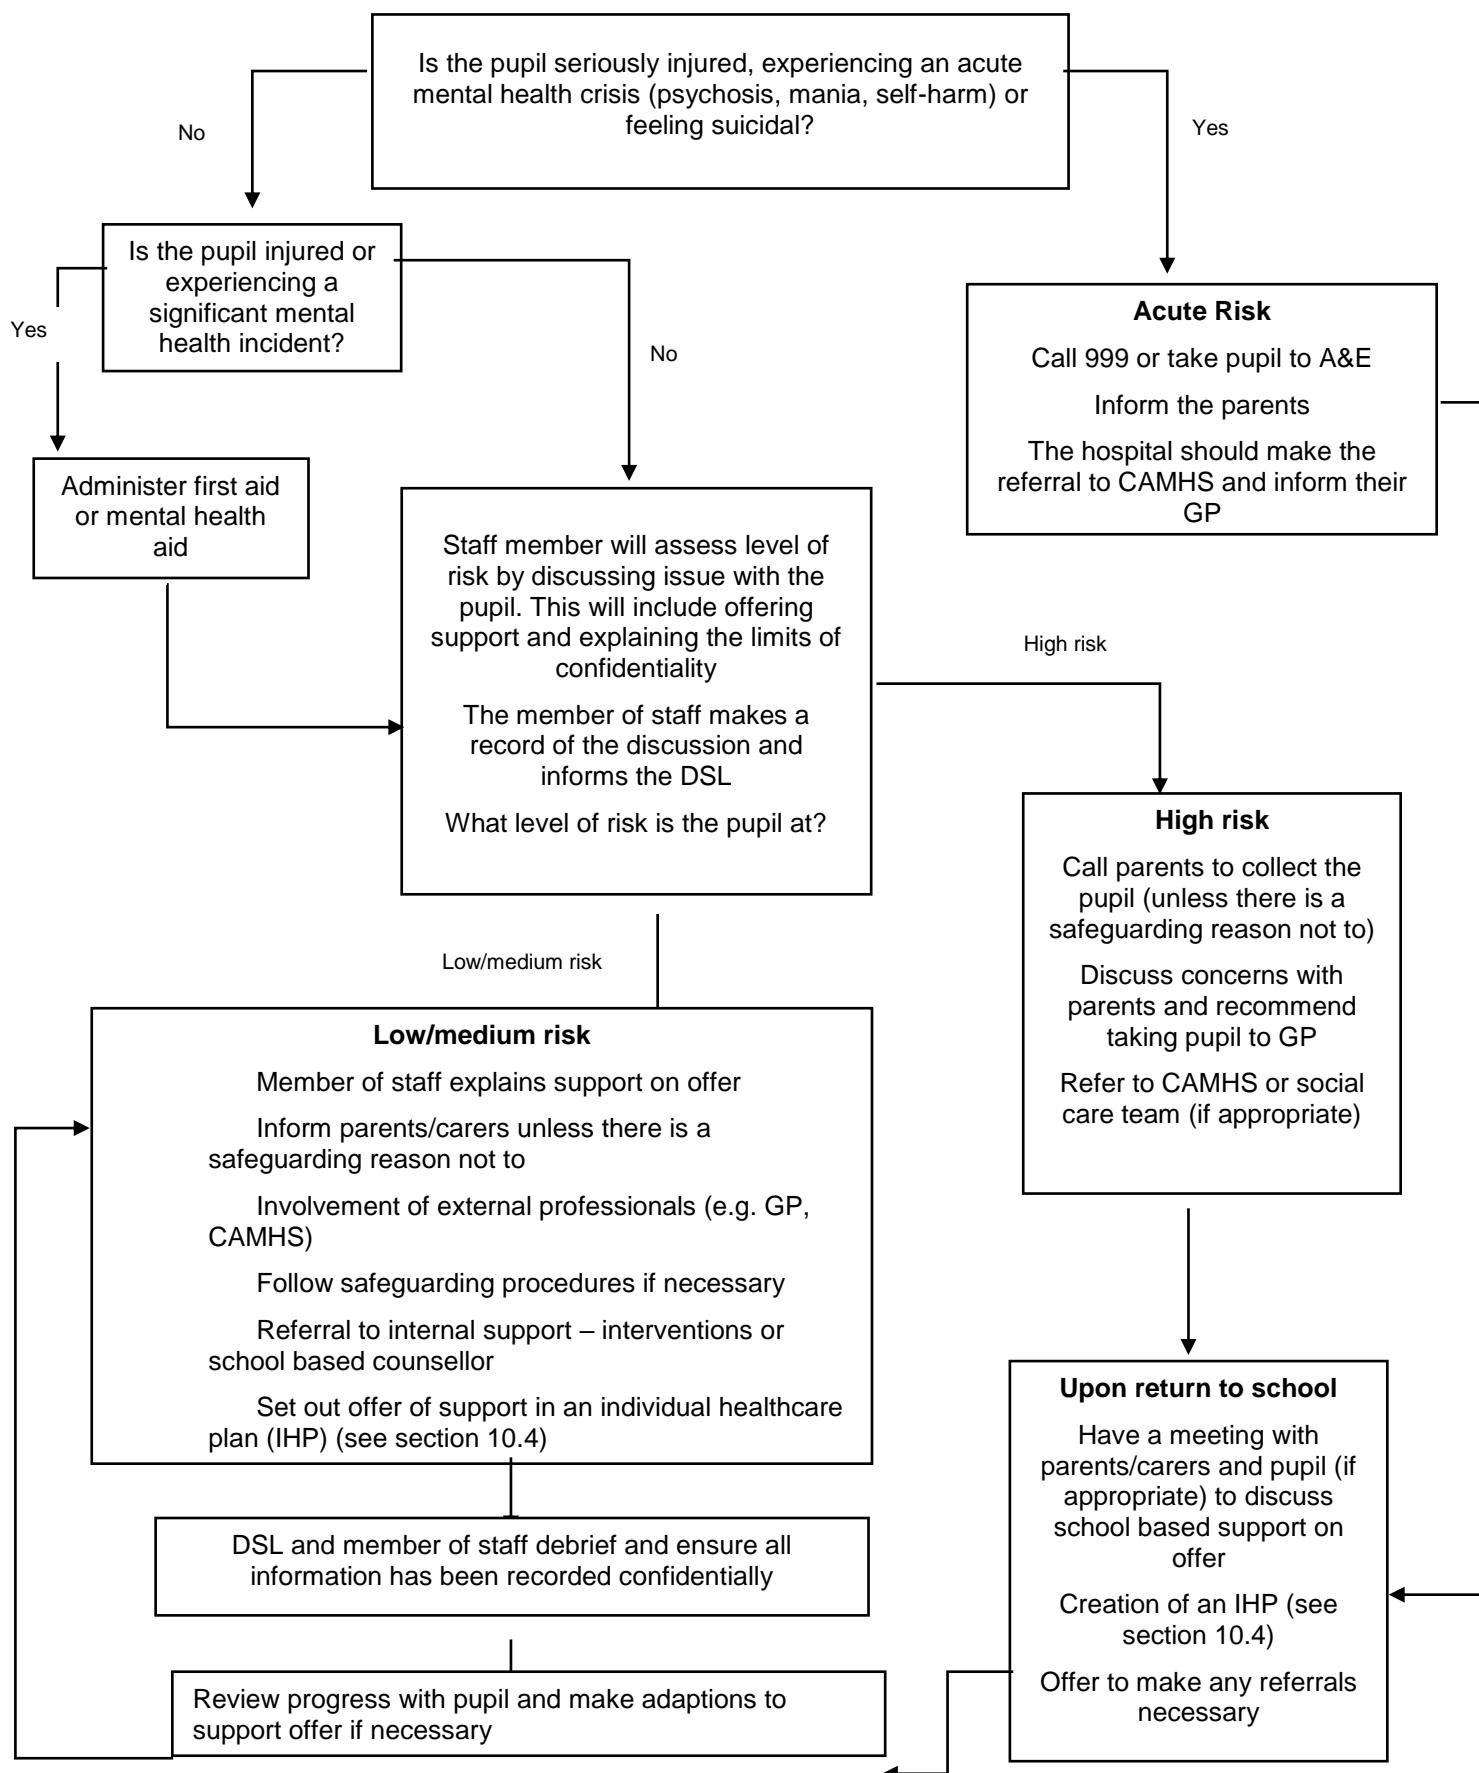 Is the pupil seriously injured, experiencing an acute
mental health crisis (psychosis, mania, self-harm) or
feeling suicidal?
No
Yes
Is the pupil injured or
experiencing a
significant mental
health incident?
Yes
No
Acute Risk
Call 999 or take pupil to A&E
Inform the parents
The hospital should make the
referral to CAMHS and inform their
GP
Administer first aid
or mental health
aid
Staff member will assess level of
risk by discussing issue with the
pupil. This will include offering
support and explaining the limits of
confidentiality
The member of staff makes a
record of the discussion and
informs the DSL
What level of risk is the pupil at?
High risk
High risk
Call parents to collect the
pupil (unless there is a
safeguarding reason not to)
Discuss concerns with
parents and recommend
taking pupil to GP
Refer to CAMHS or social
care team (if appropriate)
Low/medium risk
Low/medium risk
Member of staff explains support on offer
Inform parents/carers unless there is a
safeguarding reason not to
Involvement of external professionals (e.g. GP,
CAMHS)
Follow safeguarding procedures if necessary
Referral to internal support – interventions or
school based counsellor
Set out offer of support in an individual healthcare
plan (IHP) (see section 10.4)
Upon return to school
Have a meeting with
parents/carers and pupil (if
appropriate) to discuss
school based support on
offer
Creation of an IHP (see
section 10.4)
Offer to make any referrals
necessary
DSL and member of staff debrief and ensure all
information has been recorded confidentially
Review progress with pupil and make adaptions to
support offer if necessary